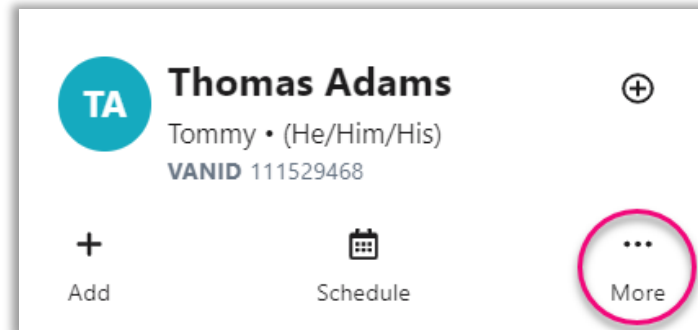 TA
Thomas Adams
Tommy • (He/Him/His)
VANID 111529468
Add
Schedule
More